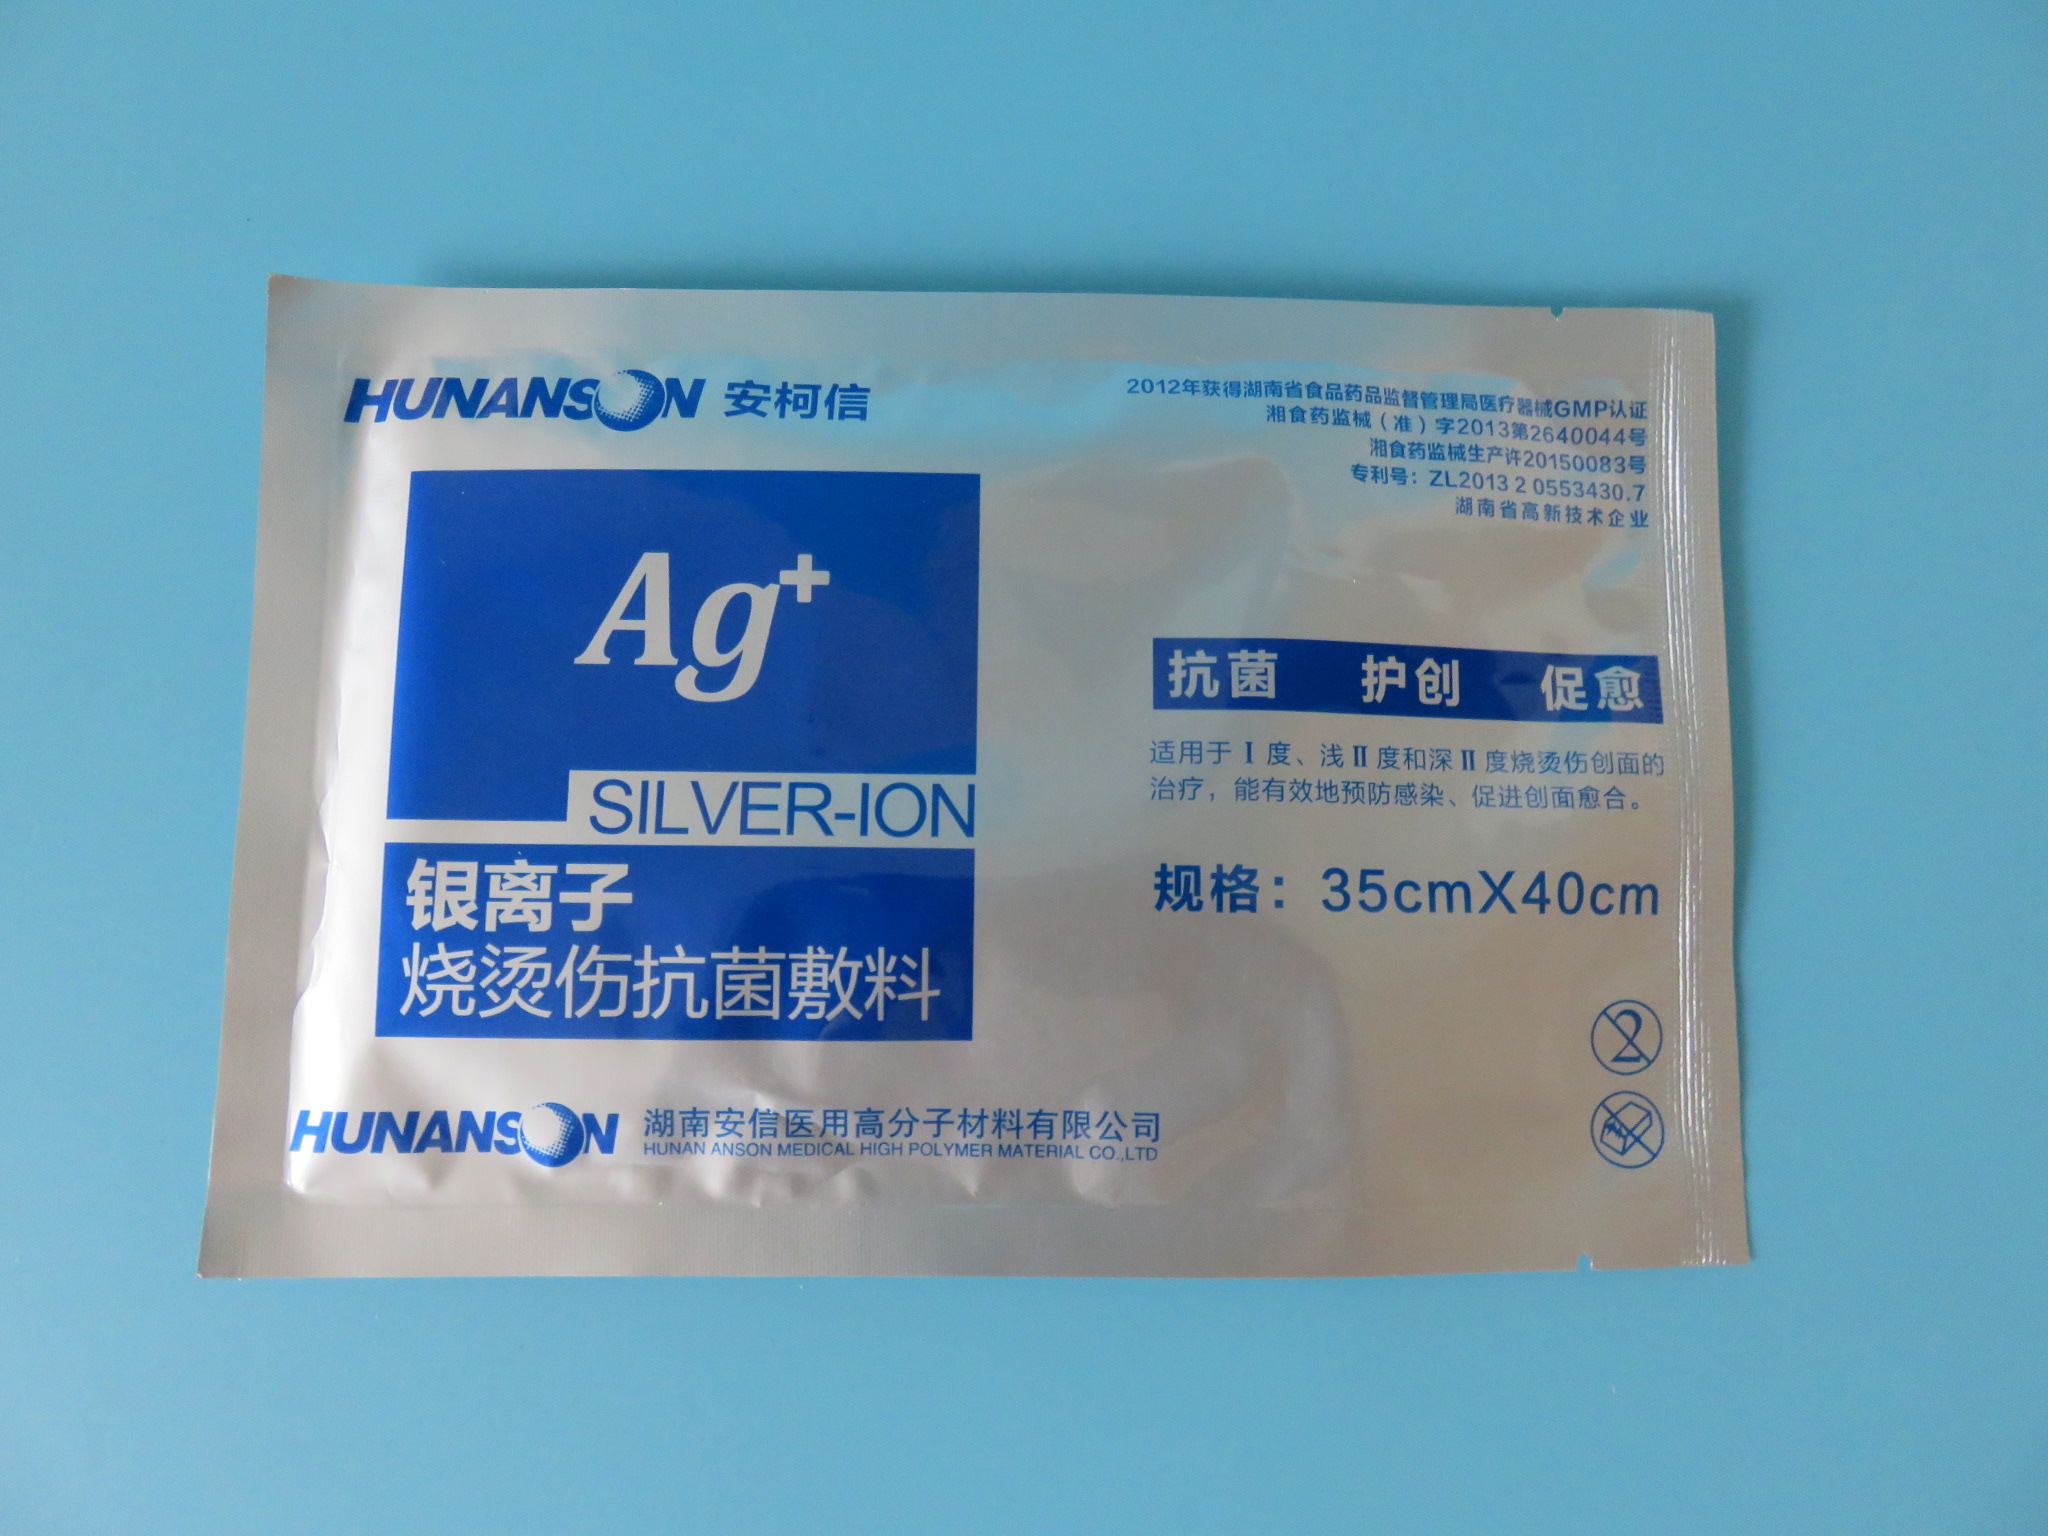 HUNANSON 安柯信
2012年获得湖南省食品药品监督管理局医疗器械GMP认证
湘食药监械（准）字2013第2640044号
湘食药监械生产许20150083号
专利号：ZL2013 2 0553430.7
湖南省高新技术企业
Ag+
SILVER-ION
银离子
烧烫伤抗菌敷料
抗菌 护创 促愈
适用于 I 度、浅 II 度和深 II 度烧烫伤创面的
治疗，能有效地预防感染、促进创面愈合。
规格：35cmX40cm
2
HUNANSON 湖南安信医用高分子材料有限公司
HUNAN ANSON MEDICAL HIGH POLYMER MATERIAL CO.,LTD